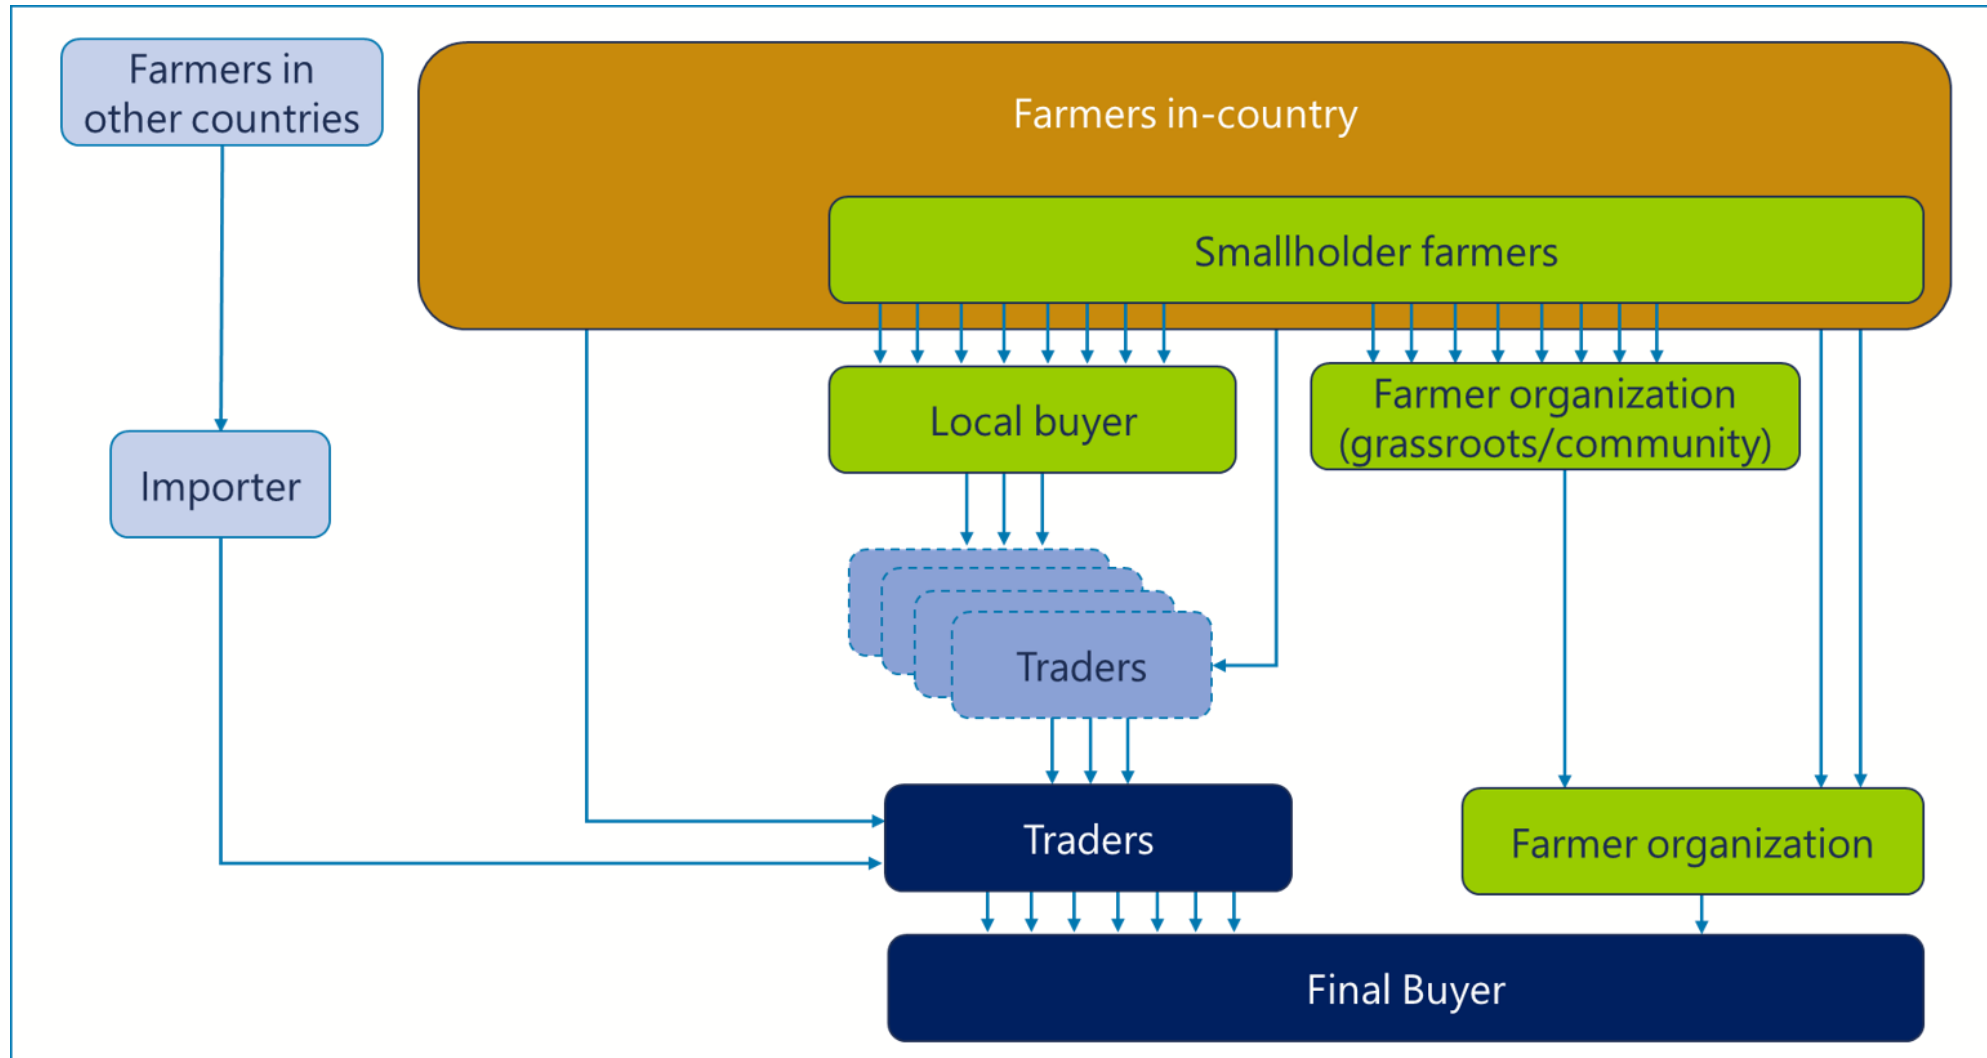 Farmers in
other countries
Farmers in-country
Smallholder farmers
Local buyer
Farmer organization
(grassroots/community)
Importer
Traders
Traders
Farmer organization
Final Buyer